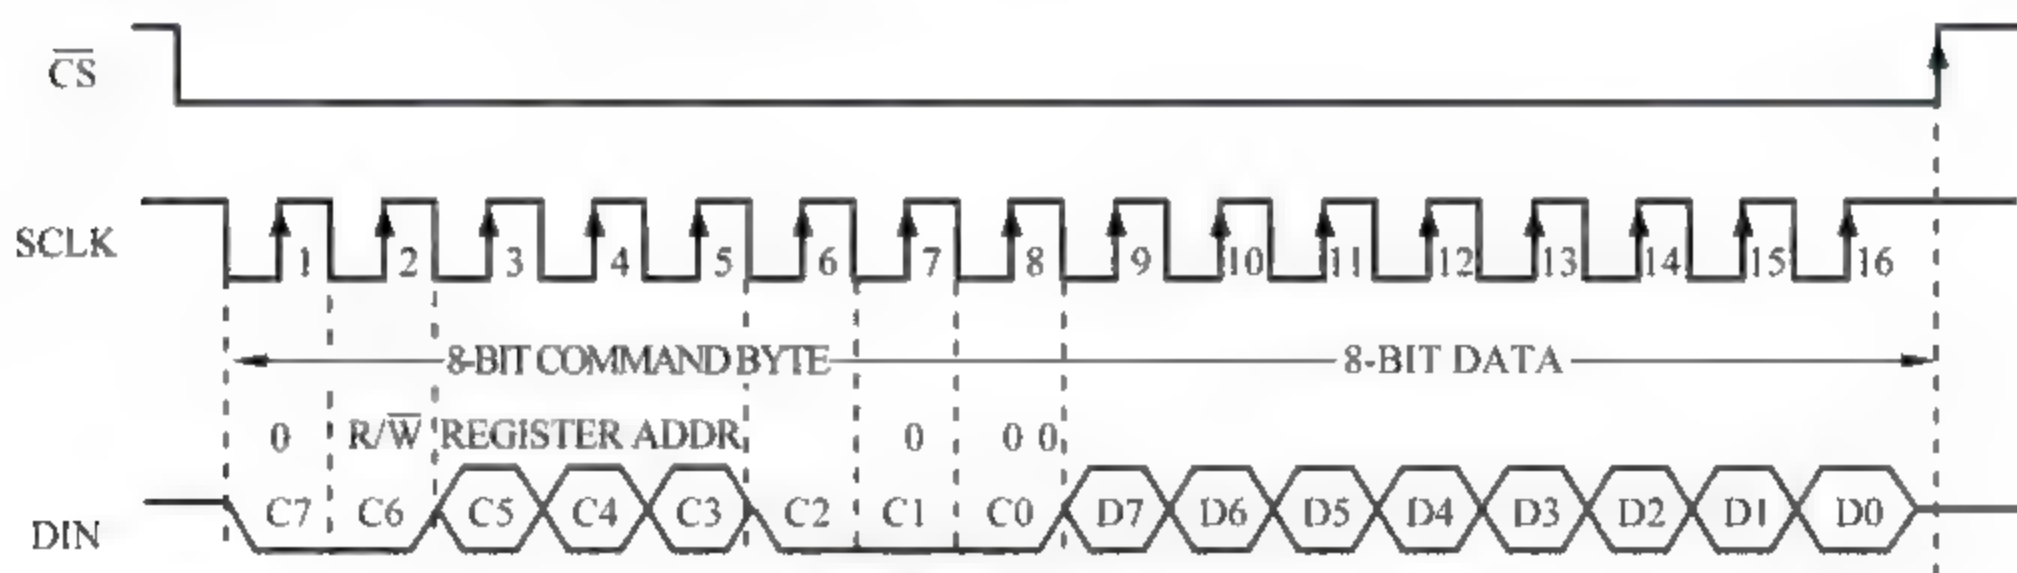 C̅S̅
SCLK
1 2 3 4 5 6 7 8 9 10 11 12 13 14 15 16
8-BIT COMMAND BYTE 8-BIT DATA
0 R/W̅ REGISTER ADDR 0 0 0
DIN
C7 C6 C5 C4 C3 C2 C1 C0 D7 D6 D5 D4 D3 D2 D1 D0